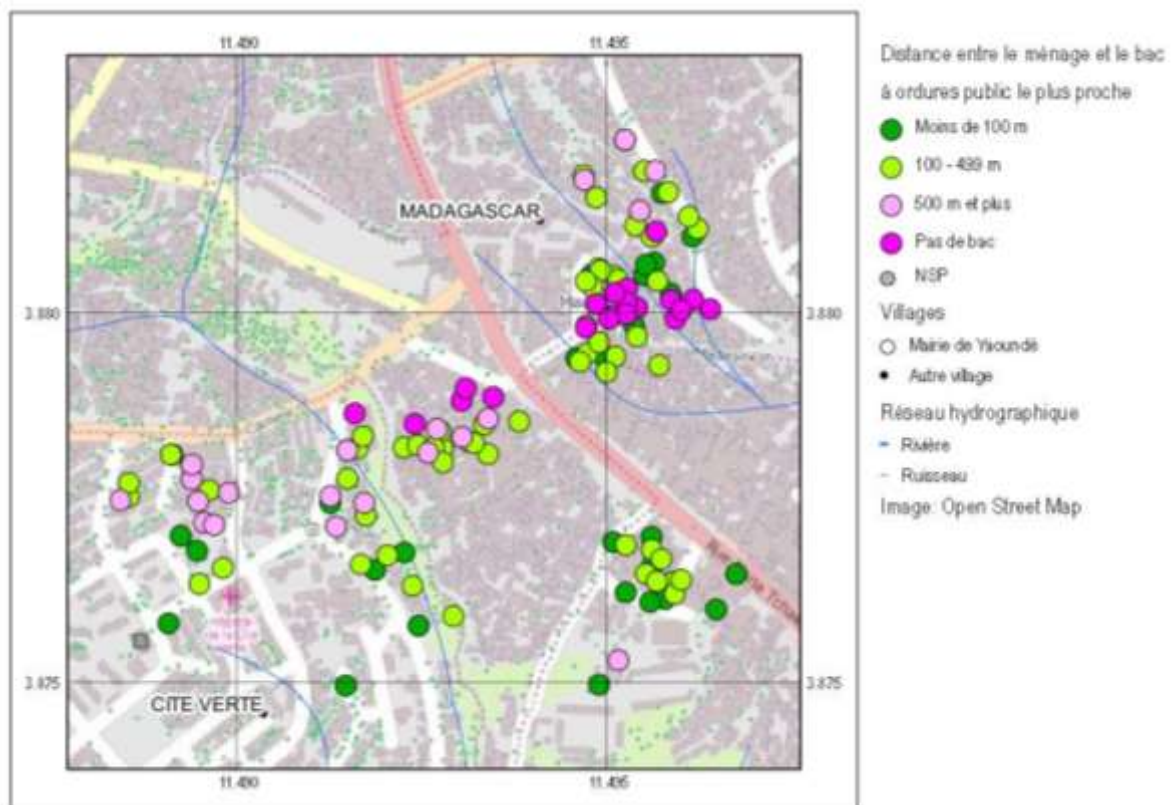 11.490 11.495
MADAGASCAR
3.880 3.880
3.875 3.875
CITE VERTE
11.490 11.495
Distance entre le ménage et le bac
à ordures public le plus proche
Moins de 100 m
100 - 499 m
500 m et plus
Pas de bac
NSP
Villages
Mairie de Yaoundé
Autre village
Réseau hydrographique
Rivière
Ruisseau
Image: Open Street Map